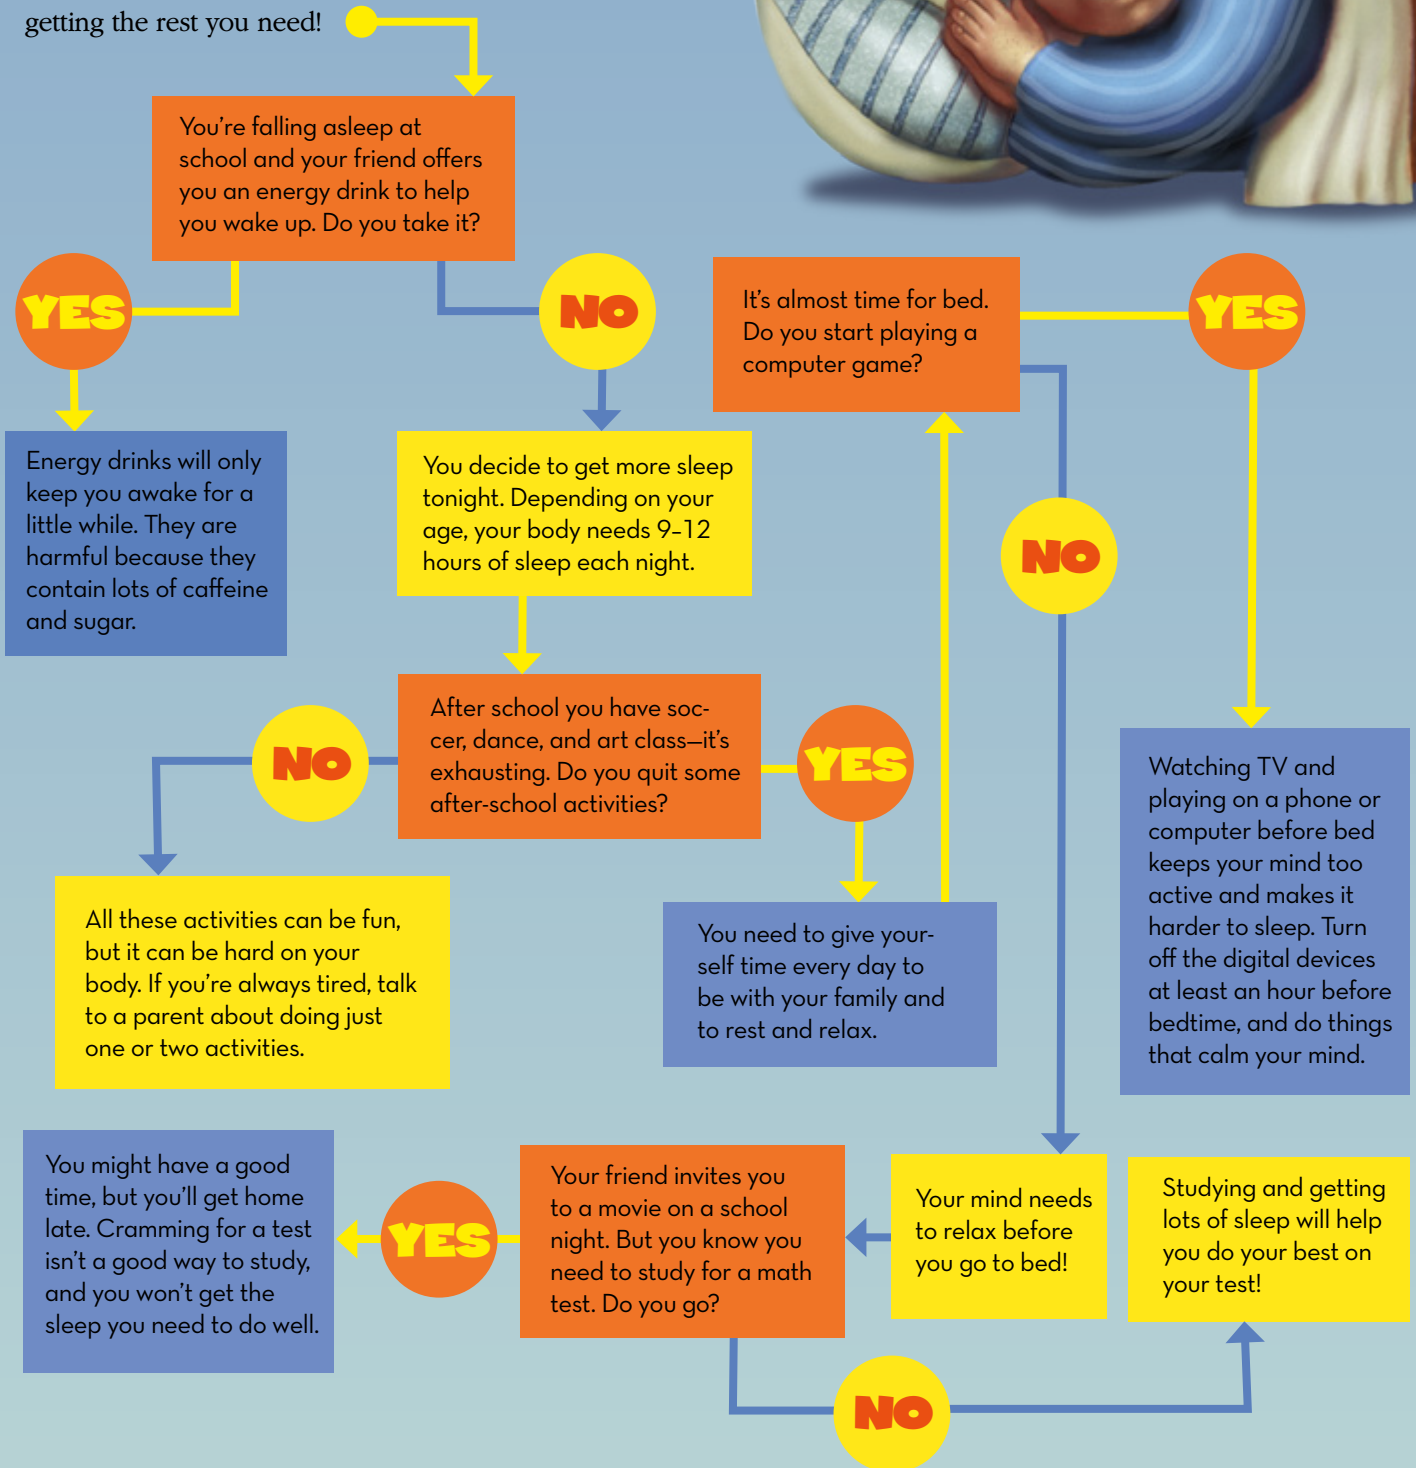 getting the rest you need!
You're falling asleep at
school and your friend offers
you an energy drink to help
you wake up. Do you take it?
YES
NO
Energy drinks will only
keep you awake for a
little while. They are
harmful because they
contain lots of caffeine
and sugar.
You decide to get more sleep
tonight. Depending on your
age, your body needs 9–12
hours of sleep each night.
After school you have soc-
cer, dance, and art class—it's
exhausting. Do you quit some
after-school activities?
NO
YES
All these activities can be fun,
but it can be hard on your
body. If you're always tired, talk
to a parent about doing just
one or two activities.
You need to give your-
self time every day to
be with your family and
to rest and relax.
It's almost time for bed.
Do you start playing a
computer game?
YES
NO
Watching TV and
playing on a phone or
computer before bed
keeps your mind too
active and makes it
harder to sleep. Turn
off the digital devices
at least an hour before
bedtime, and do things
that calm your mind.
Your mind needs
to relax before
you go to bed!
Your friend invites you
to a movie on a school
night. But you know you
need to study for a math
test. Do you go?
YES
You might have a good
time, but you'll get home
late. Cramming for a test
isn't a good way to study,
and you won't get the
sleep you need to do well.
NO
Studying and getting
lots of sleep will help
you do your best on
your test!